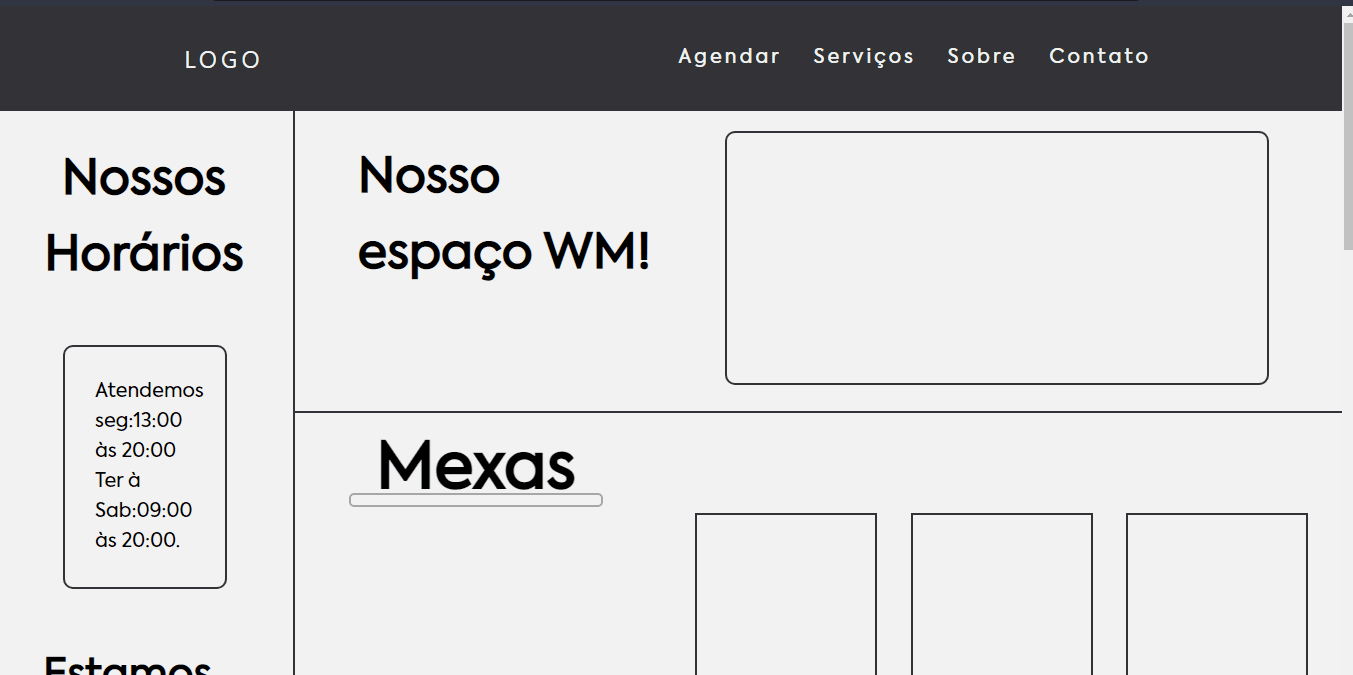 LOGO
Agendar Serviços Sobre Contato
Nossos
Horários
Atendemos
seg:13:00
às 20:00
Ter à
Sab:09:00
às 20:00.
Estamos
Nosso
espaço WM!
Mexas